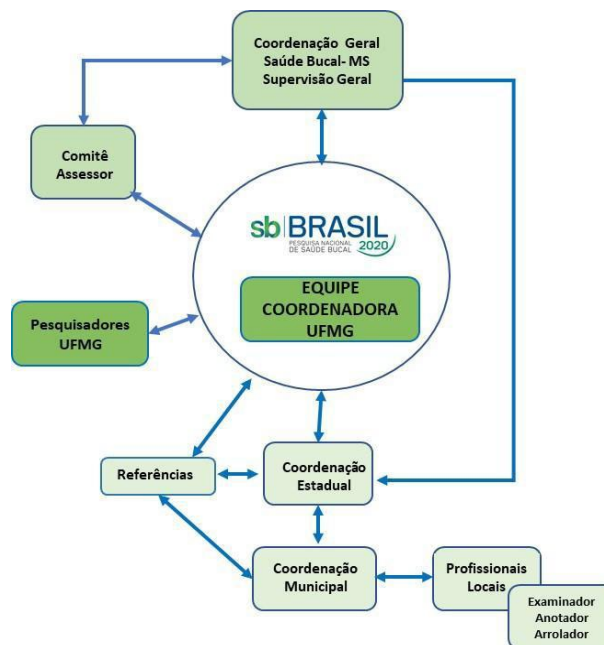 Coordenação Geral
Saúde Bucal- MS
Supervisão Geral
Comitê
Assessor
sb BRASIL
PESQUISA NACIONAL
DE SAÚDE BUCAL
2020
EQUIPE
COORDENADORA
UFMG
Pesquisadores
UFMG
Referências
Coordenação
Estadual
Coordenação
Municipal
Profissionais
Locais
Examinador
Anotador
Arrolador